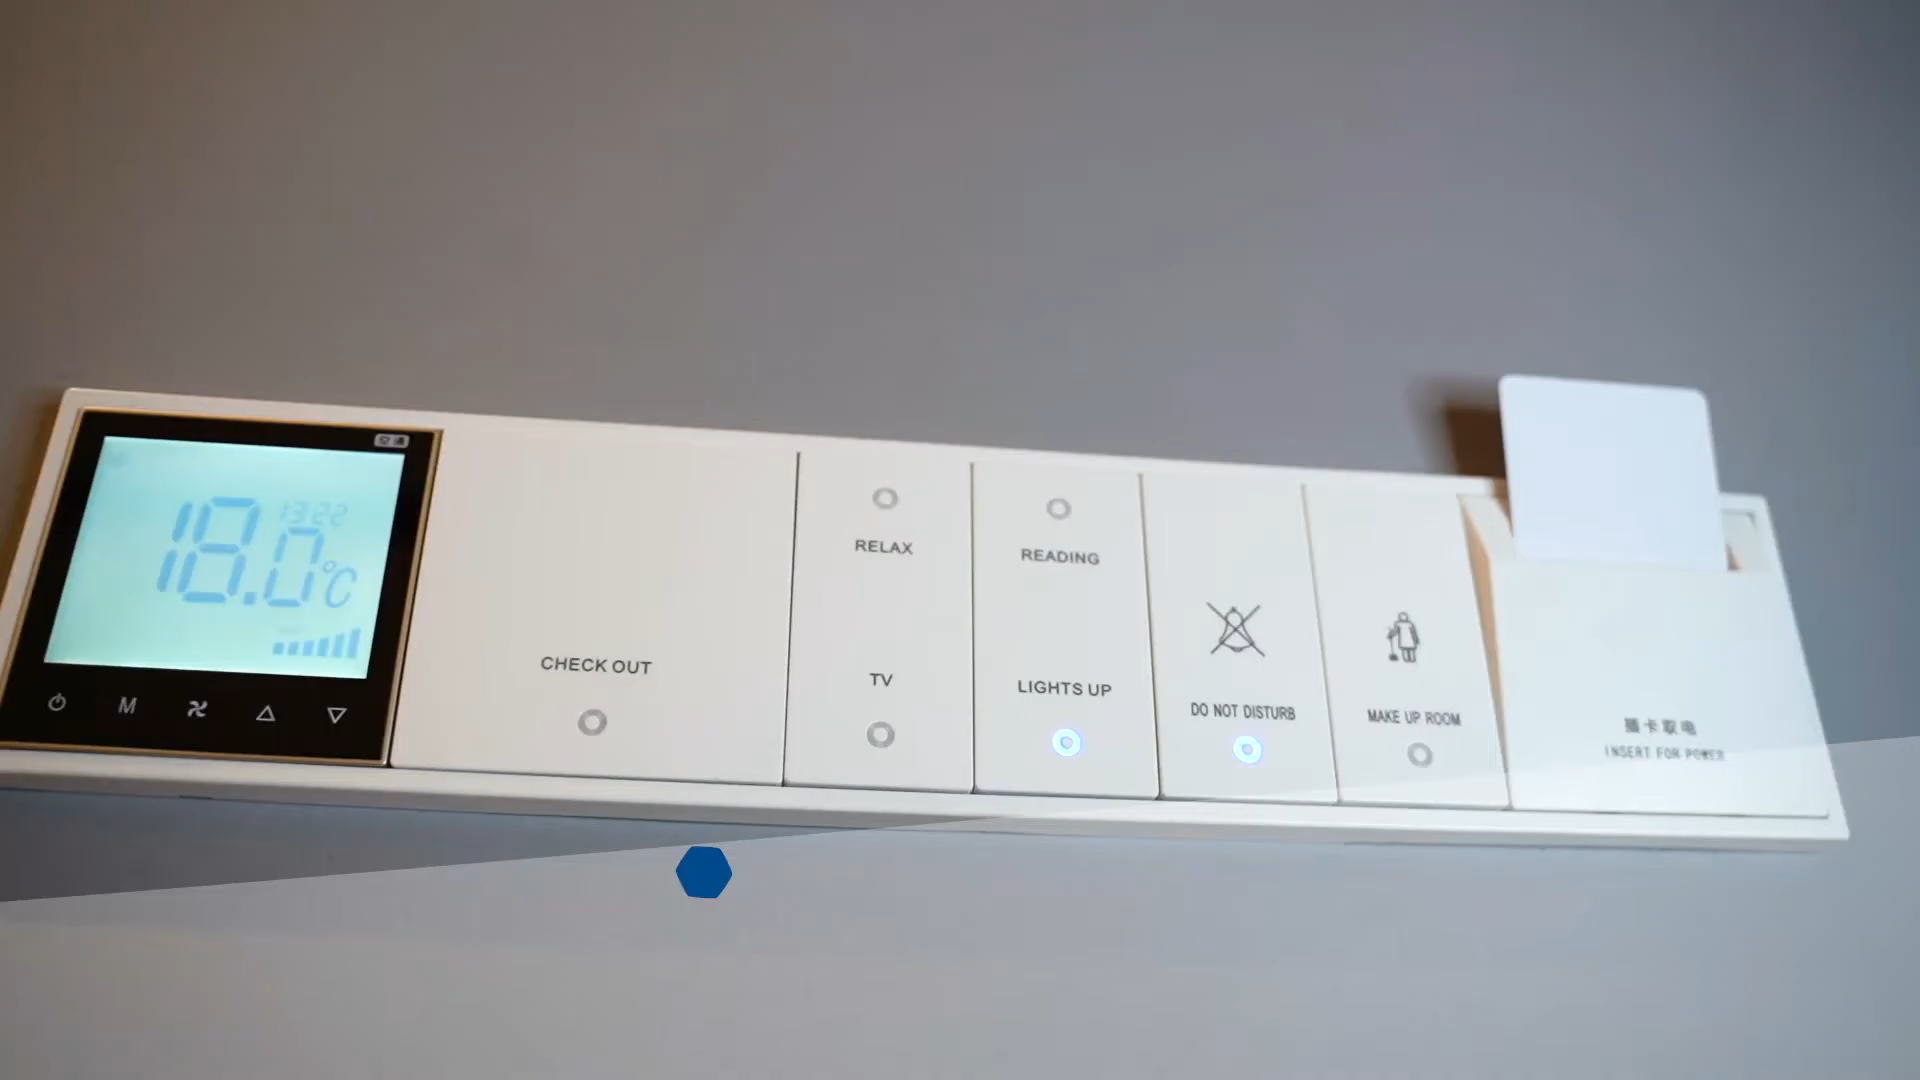 13:52
18.0°C
M
CHECK OUT
RELAX
TV
READING
LIGHTS UP
DO NOT DISTURB
MAKE UP ROOM
插卡取电
INSERT FOR POWER